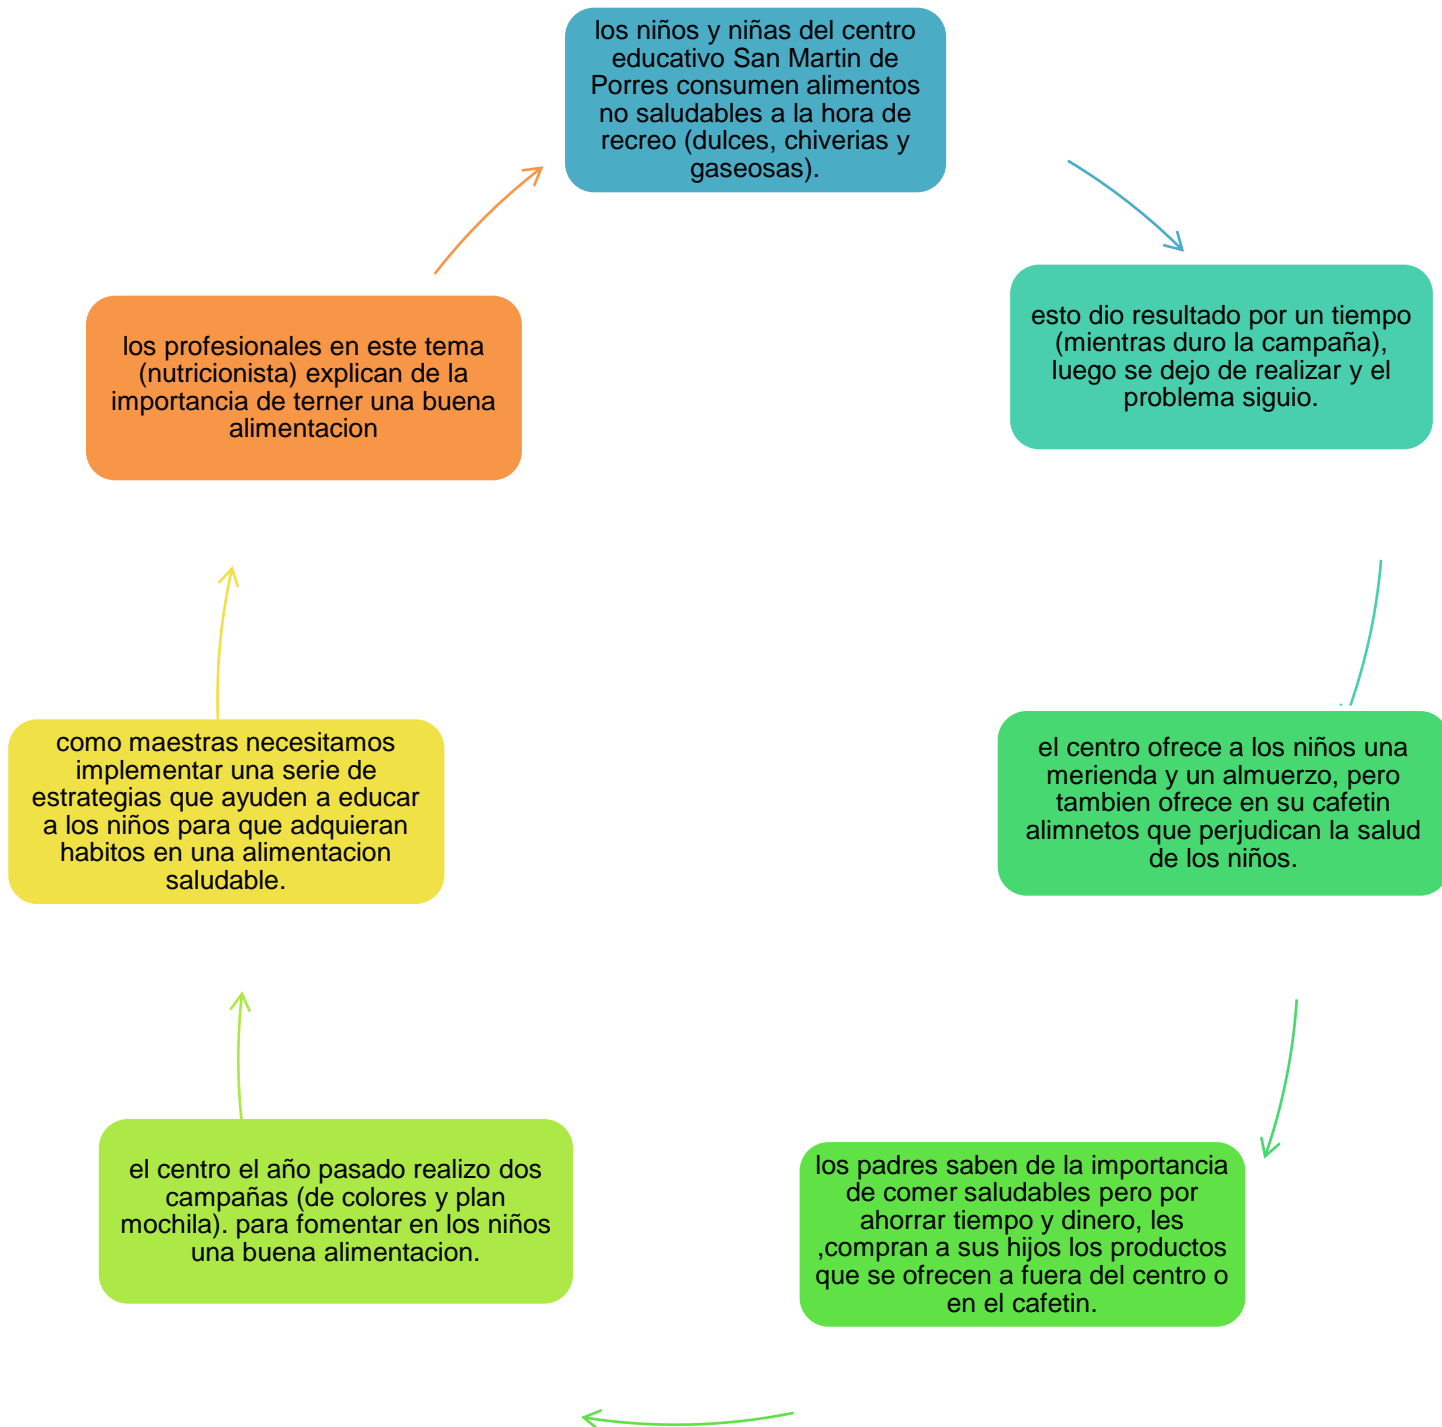 los niños y niñas del centro
educativo San Martin de
Porres consumen alimentos
no saludables a la hora de
recreo (dulces, chiverias y
gaseosas).
esto dio resultado por un tiempo
(mientras duro la campaña),
luego se dejo de realizar y el
problema siguio.
el centro ofrece a los niños una
merienda y un almuerzo, pero
tambien ofrece en su cafetin
alimnetos que perjudican la salud
de los niños.
los padres saben de la importancia
de comer saludables pero por
ahorrar tiempo y dinero, les
,compran a sus hijos los productos
que se ofrecen a fuera del centro o
en el cafetin.
el centro el año pasado realizo dos
campañas (de colores y plan
mochila). para fomentar en los niños
una buena alimentacion.
como maestras necesitamos
implementar una serie de
estrategias que ayuden a educar
a los niños para que adquieran
habitos en una alimentacion
saludable.
los profesionales en este tema
(nutricionista) explican de la
importancia de terner una buena
alimentacion